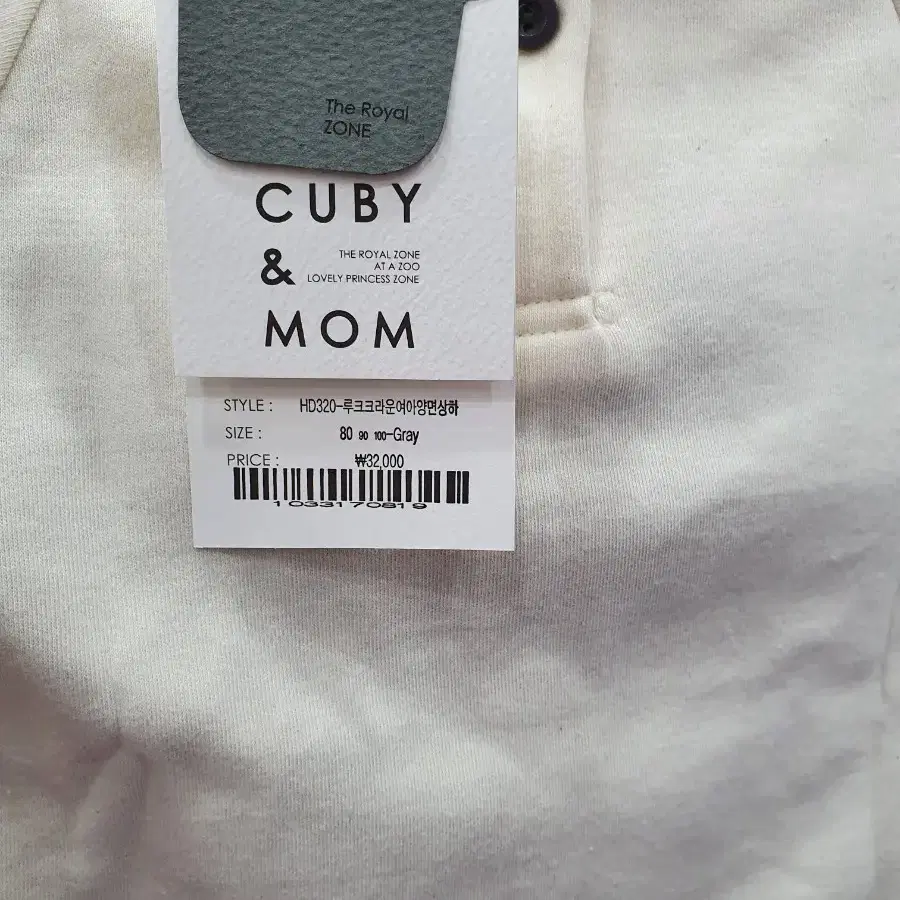 The Royal
ZONE
CUBY
&
THE ROYAL ZONE
AT A ZOO
LOVELY PRINCESS ZONE
MOM
STYLE : HD320-루크크라운여아양면상하
SIZE : 80 90 100-Gray
PRICE : ₩32,000
1033170819